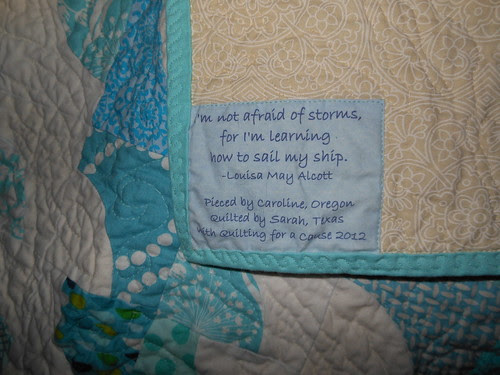 I'm not afraid of storms,
for I'm learning
how to sail my ship.
-Louisa May Alcott
Pieced by Caroline, Oregon
Quilted by Sarah, Texas
With Quilting for a Cause 2012